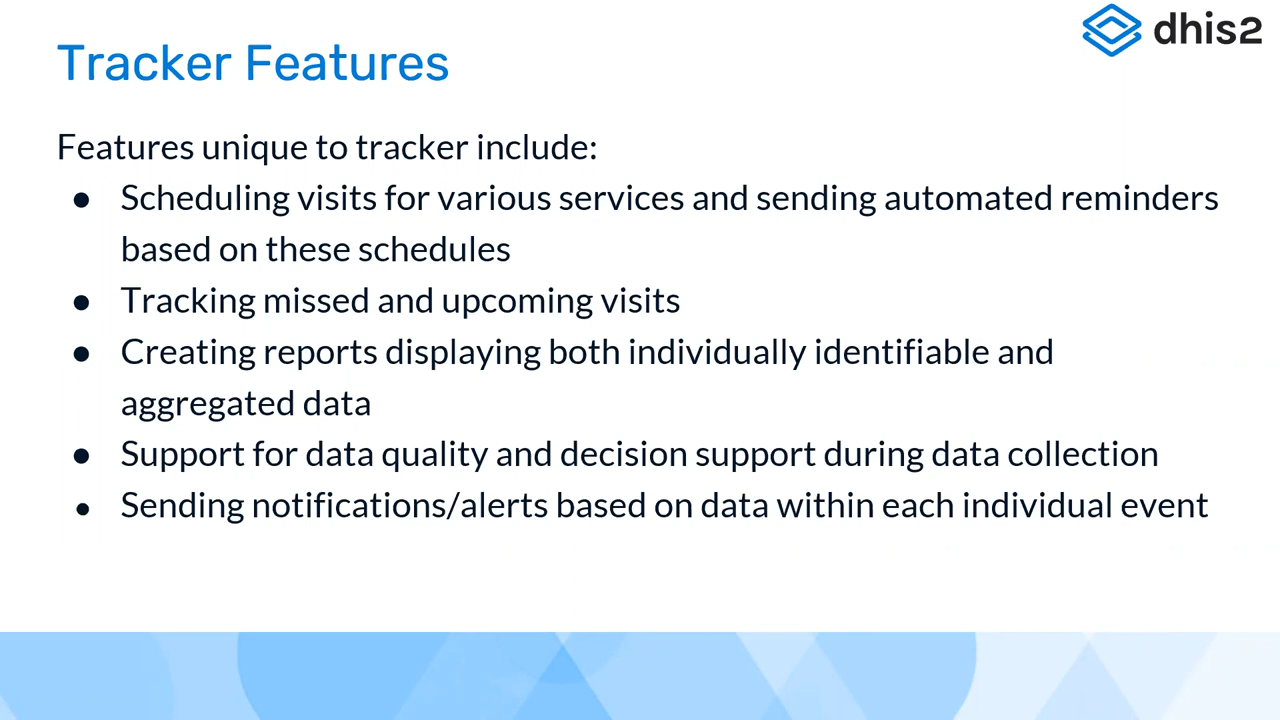 dhis2
Tracker Features
Features unique to tracker include:
● Scheduling visits for various services and sending automated reminders
based on these schedules
● Tracking missed and upcoming visits
● Creating reports displaying both individually identifiable and
aggregated data
● Support for data quality and decision support during data collection
● Sending notifications/alerts based on data within each individual event